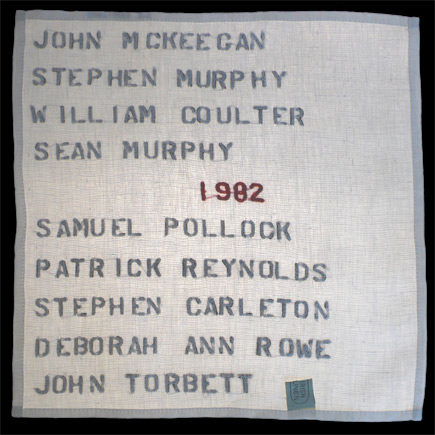 JOHN MCKEEGAN
STEPHEN MURPHY
WILLIAM COULTER
SEAN MURPHY
1982
SAMUEL POLLOCK
PATRICK REYNOLDS
STEPHEN CARLETON
DEBORAH ANN ROWE
JOHN TORBETT